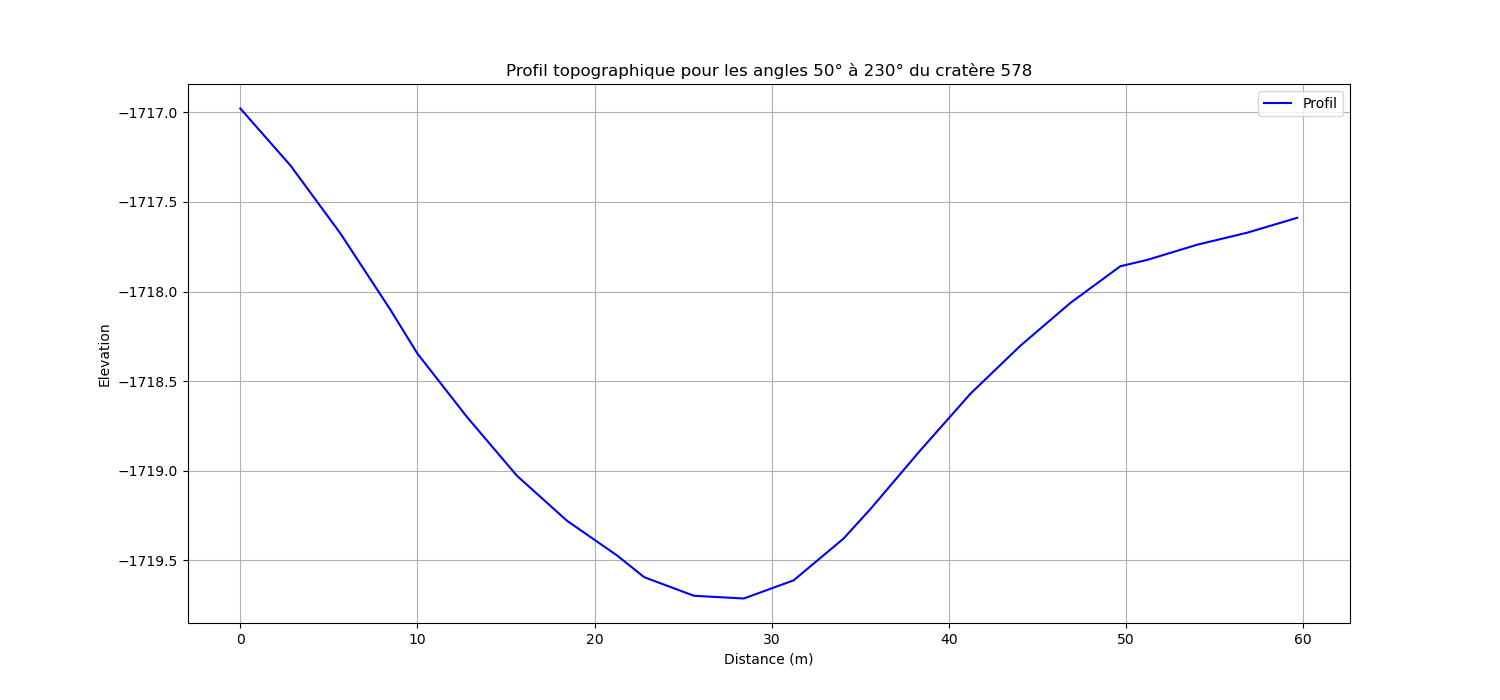 Profil topographique pour les angles 50° à 230° du cratère 578
Profil
−1717.0
−1717.5
−1718.0
−1718.5
−1719.0
−1719.5
Elevation
0 10 20 30 40 50 60
Distance (m)